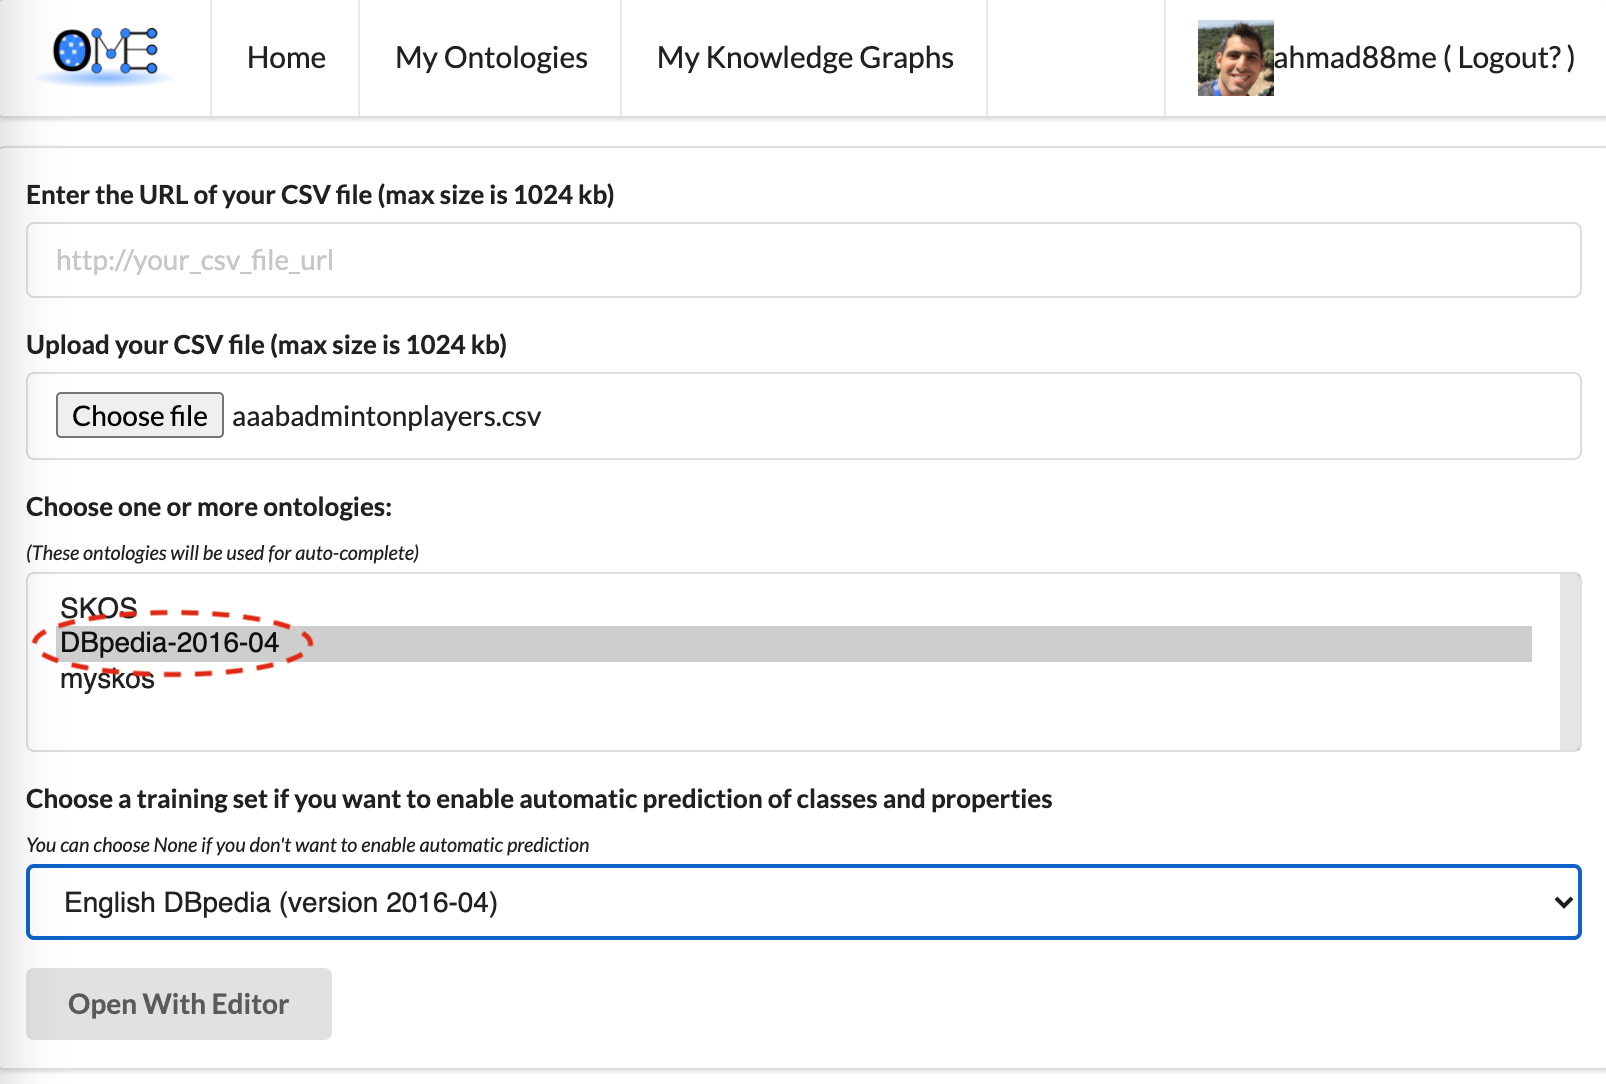 OME
Home
My Ontologies
My Knowledge Graphs
ahmad88me ( Logout? )
Enter the URL of your CSV file (max size is 1024 kb)
http://your_csv_file_url
Upload your CSV file (max size is 1024 kb)
Choose file aaabadmintonplayers.csv
Choose one or more ontologies:
(These ontologies will be used for auto-complete)
SKOS
DBpedia-2016-04
myskos
Choose a training set if you want to enable automatic prediction of classes and properties
You can choose None if you don't want to enable automatic prediction
English DBpedia (version 2016-04)
Open With Editor